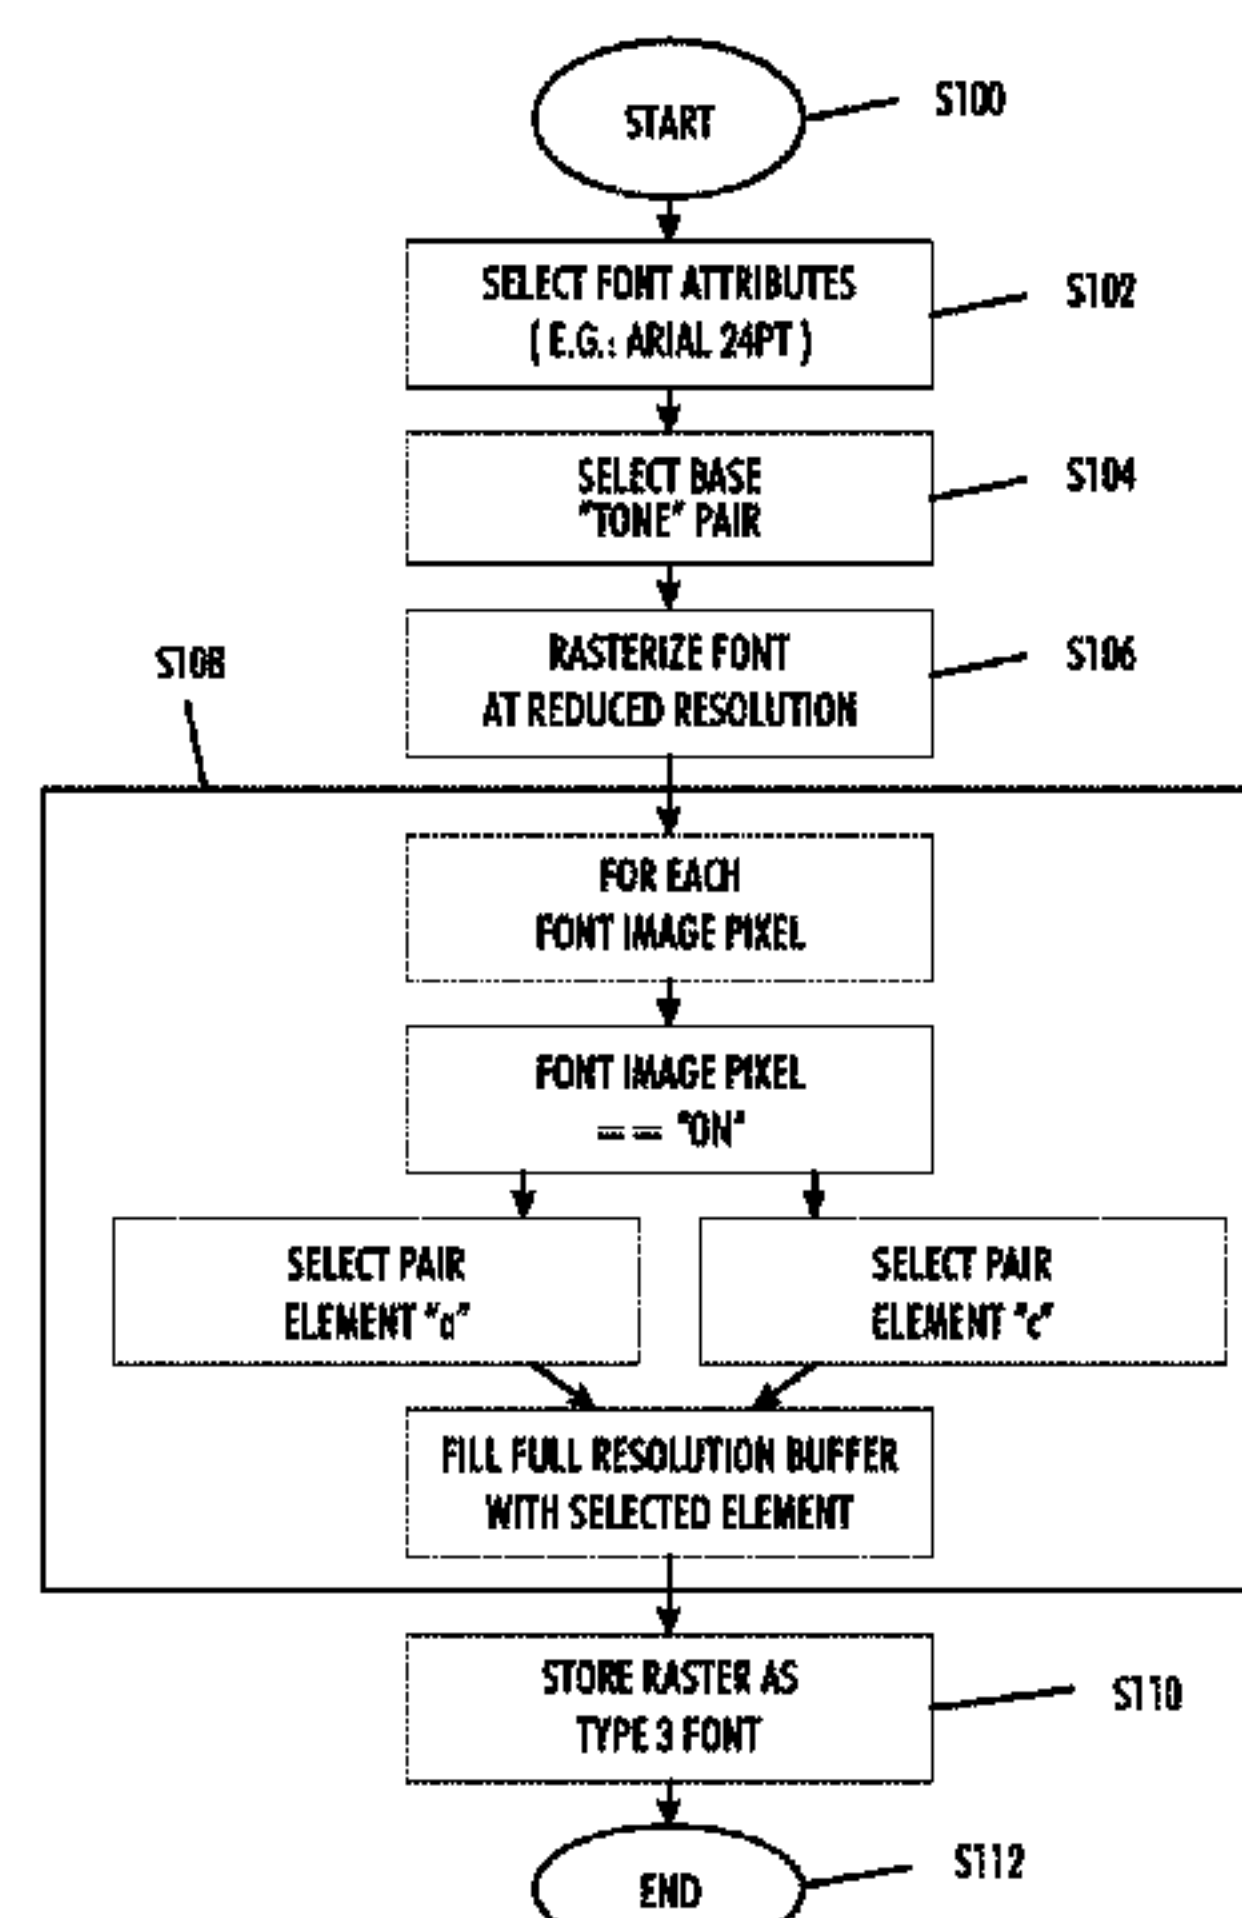 START
S100
SELECT FONT ATTRIBUTES
( E.G.: ARIAL 24PT )
S102
SELECT BASE
"TONE" PAIR
S104
RASTERIZE FONT
AT REDUCED RESOLUTION
S106
S108
FOR EACH
FONT IMAGE PIXEL
FONT IMAGE PIXEL
== "ON"
SELECT PAIR
ELEMENT "a"
SELECT PAIR
ELEMENT "c"
FILL FULL RESOLUTION BUFFER
WITH SELECTED ELEMENT
STORE RASTER AS
TYPE 3 FONT
S110
END
S112